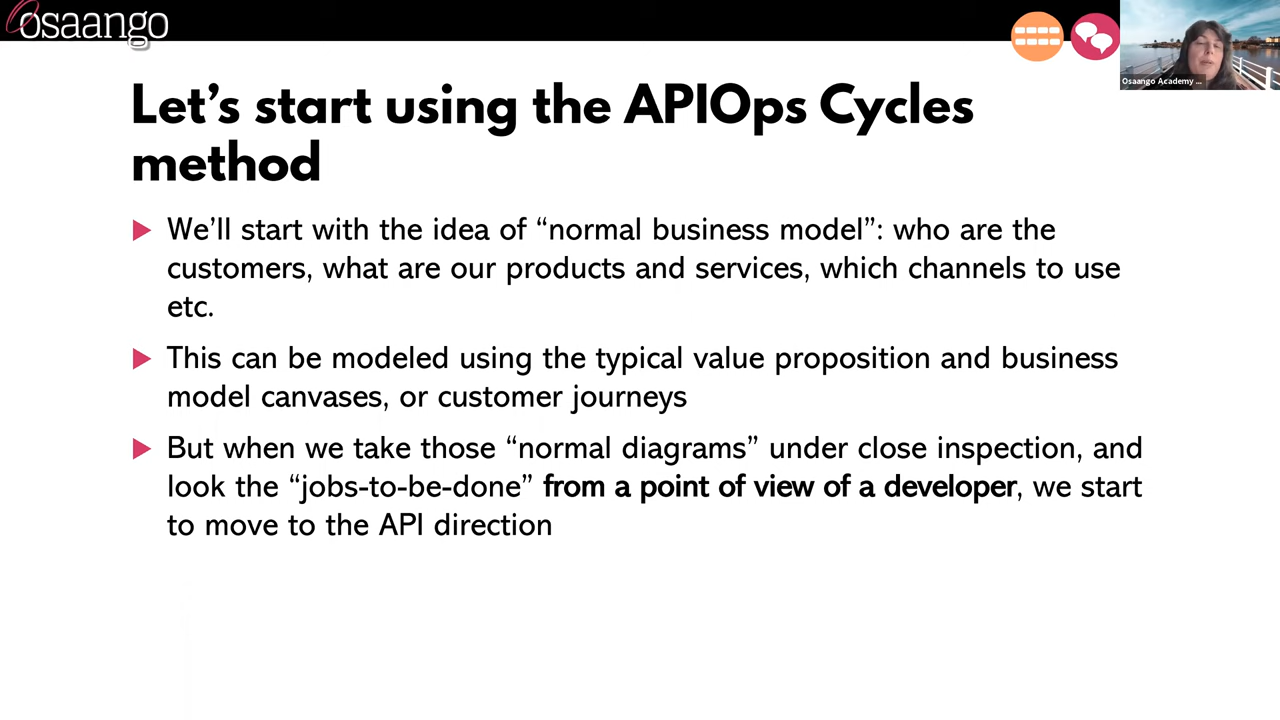 osaango
Osaango Academy ...
Let's start using the APIOps Cycles
method
We'll start with the idea of “normal business model”: who are the
customers, what are our products and services, which channels to use
etc.
This can be modeled using the typical value proposition and business
model canvases, or customer journeys
But when we take those “normal diagrams” under close inspection, and
look the “jobs-to-be-done” from a point of view of a developer, we start
to move to the API direction